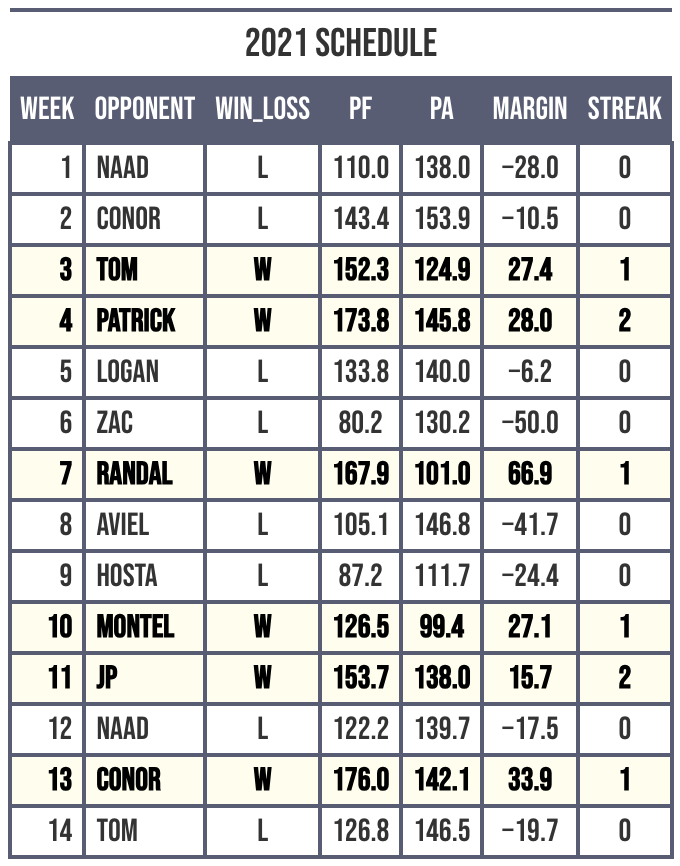 2021 SCHEDULE
WEEK OPPONENT WIN_LOSS PF PA MARGIN STREAK
1 NAAD L 110.0 138.0 −28.0 0
2 CONOR L 143.4 153.9 −10.5 0
3 TOM W 152.3 124.9 27.4 1
4 PATRICK W 173.8 145.8 28.0 2
5 LOGAN L 133.8 140.0 −6.2 0
6 ZAC L 80.2 130.2 −50.0 0
7 RANDAL W 167.9 101.0 66.9 1
8 AVIEL L 105.1 146.8 −41.7 0
9 HOSTA L 87.2 111.7 −24.4 0
10 MONTEL W 126.5 99.4 27.1 1
11 JP W 153.7 138.0 15.7 2
12 NAAD L 122.2 139.7 −17.5 0
13 CONOR W 176.0 142.1 33.9 1
14 TOM L 126.8 146.5 −19.7 0